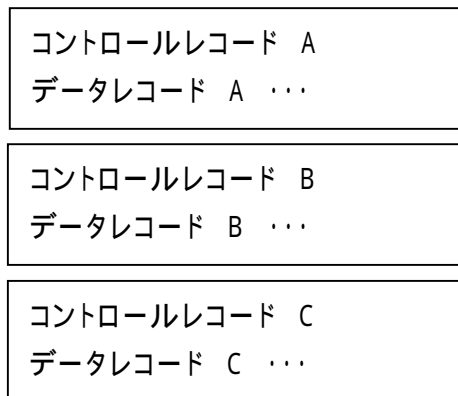 コントロールレコード A
データレコード A ···
コントロールレコード B
データレコード B ···
コントロールレコード C
データレコード C ···